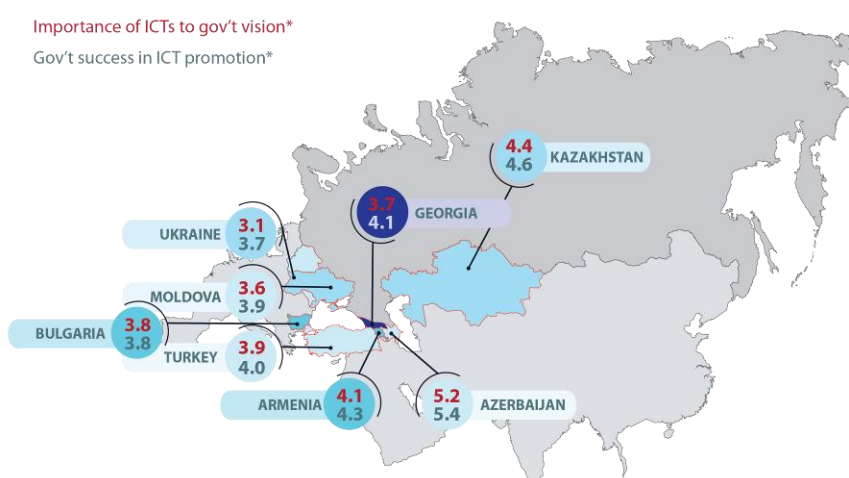 Importance of ICTs to gov't vision*
Gov't success in ICT promotion*
4.4
4.6
KAZAKHSTAN
3.7
4.1
GEORGIA
UKRAINE
3.1
3.7
MOLDOVA
3.6
3.9
BULGARIA
3.8
3.8
TURKEY
3.9
4.0
ARMENIA
4.1
4.3
5.2
5.4
AZERBAIJAN